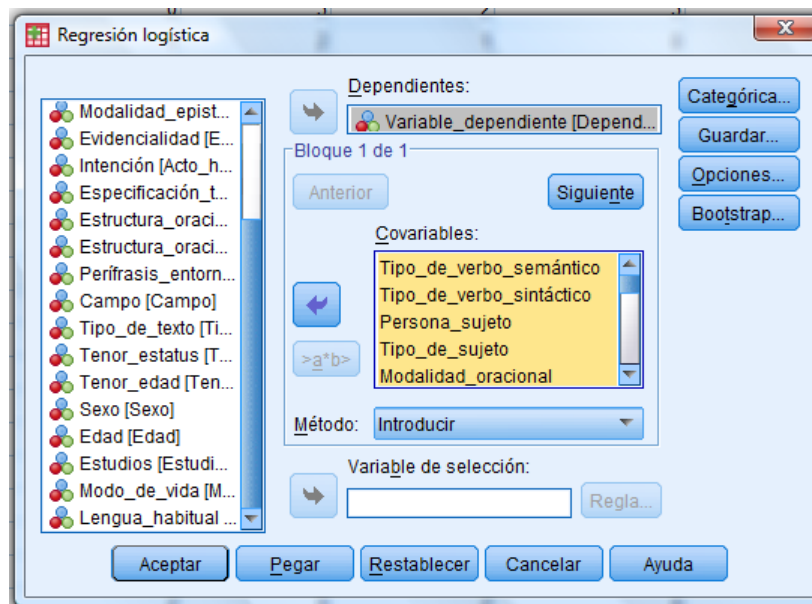 Regresión logística
Modalidad_epist...
Evidencialidad [E...
Intención [Acto_h...
Especificación_t...
Estructura_oraci...
Estructura_oraci...
Perífrasis_entorn...
Campo [Campo]
Tipo_de_texto [Ti...
Tenor_estatus [T...
Tenor_edad [Ten...
Sexo [Sexo]
Edad [Edad]
Estudios [Estudi...
Modo_de_vida [M...
Lengua_habitual ...
Dependientes:
Variable_dependiente [Depend...
Bloque 1 de 1
Anterior
Siguiente
Covariables:
Tipo_de_verbo_semántico
Tipo_de_verbo_sintáctico
Persona_sujeto
Tipo_de_sujeto
Modalidad_oracional
>a*b>
Método:
Introducir
Variable de selección:
Regla...
Categórica...
Guardar...
Opciones...
Bootstrap...
Aceptar
Pegar
Restablecer
Cancelar
Ayuda